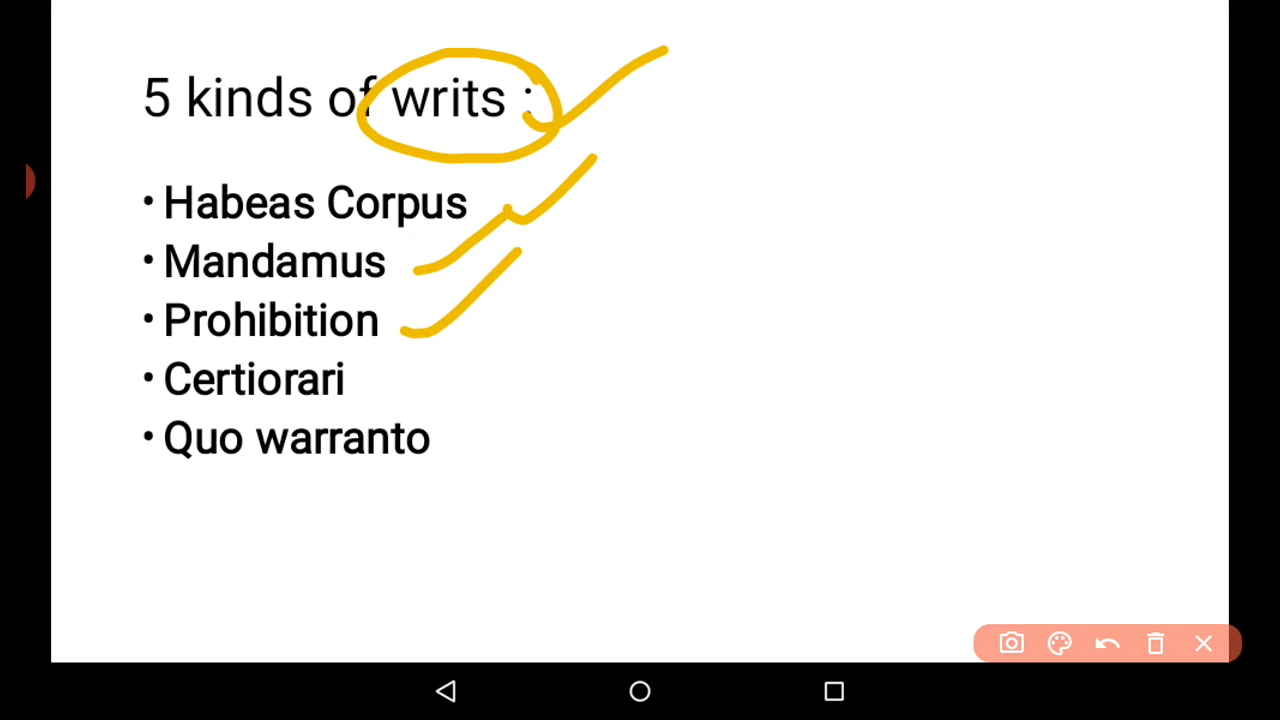 5 kinds of writs :
• Habeas Corpus
• Mandamus
• Prohibition
• Certiorari
• Quo warranto